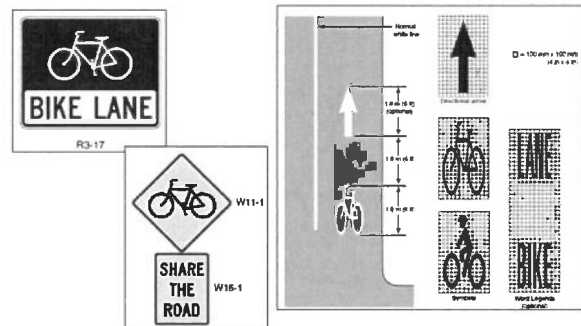 BIKE LANE
R3-17
W11-1
SHARE
THE
ROAD
W16-1
Normal
white line
Directional arrow
LANE
BIKE
Symbols
Word Legends
(optional)